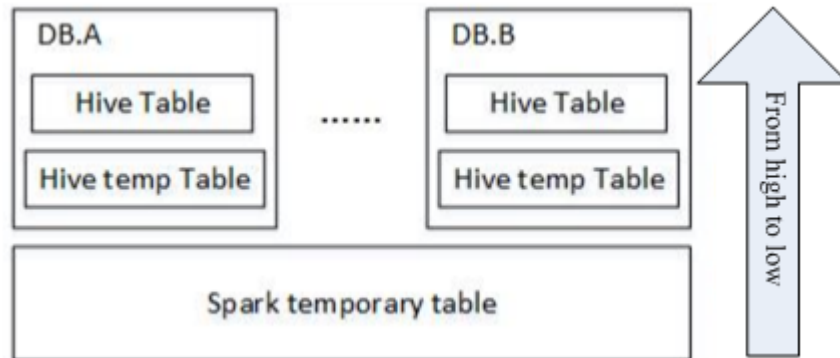 DB.A
Hive Table
Hive temp Table
......
DB.B
Hive Table
Hive temp Table
Spark temporary table
From high to low